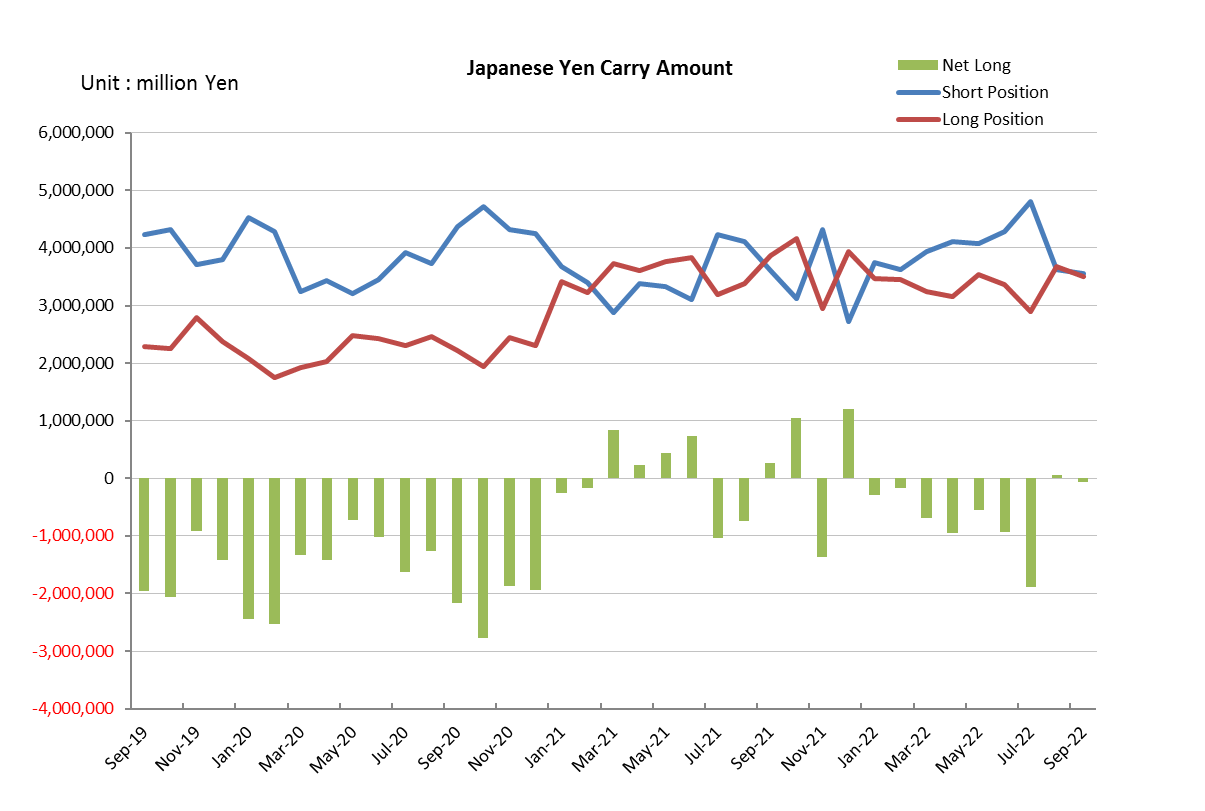 Japanese Yen Carry Amount
Unit : million Yen
Net Long
Short Position
Long Position
6,000,000
5,000,000
4,000,000
3,000,000
2,000,000
1,000,000
0
-1,000,000
-2,000,000
-3,000,000
-4,000,000
Sep-19
Nov-19
Jan-20
Mar-20
May-20
Jul-20
Sep-20
Nov-20
Jan-21
Mar-21
May-21
Jul-21
Sep-21
Nov-21
Jan-22
Mar-22
May-22
Jul-22
Sep-22